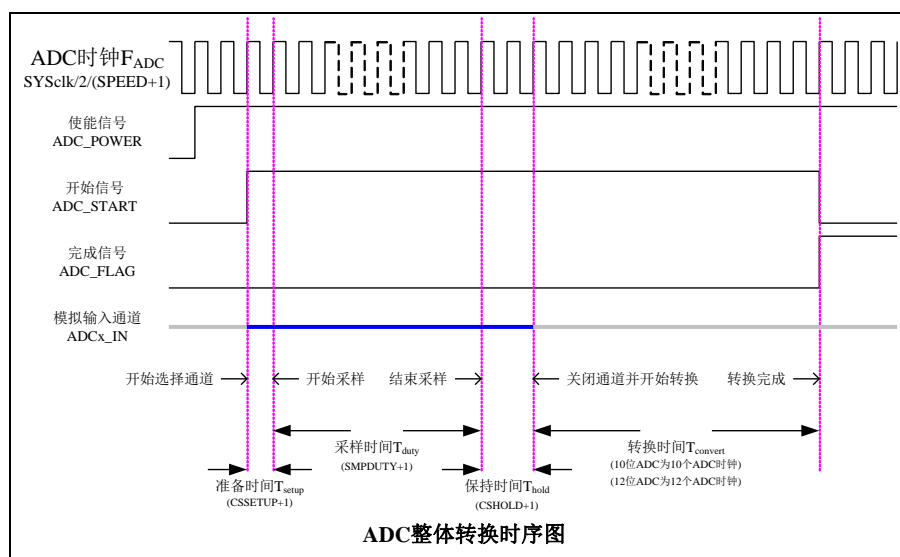 ADC时钟FADC
SYSclk/2/(SPEED+1)
使能信号
ADC_POWER
开始信号
ADC_START
完成信号
ADC_FLAG
模拟输入通道
ADCx_IN
开始选择通道
开始采样
结束采样
关闭通道并开始转换
转换完成
采样时间Tduty
(SMPDUTY+1)
转换时间Tconvert
(10位ADC为10个ADC时钟)
(12位ADC为12个ADC时钟)
准备时间Tsetup
(CSSETUP+1)
保持时间Thold
(CSHOLD+1)
ADC整体转换时序图